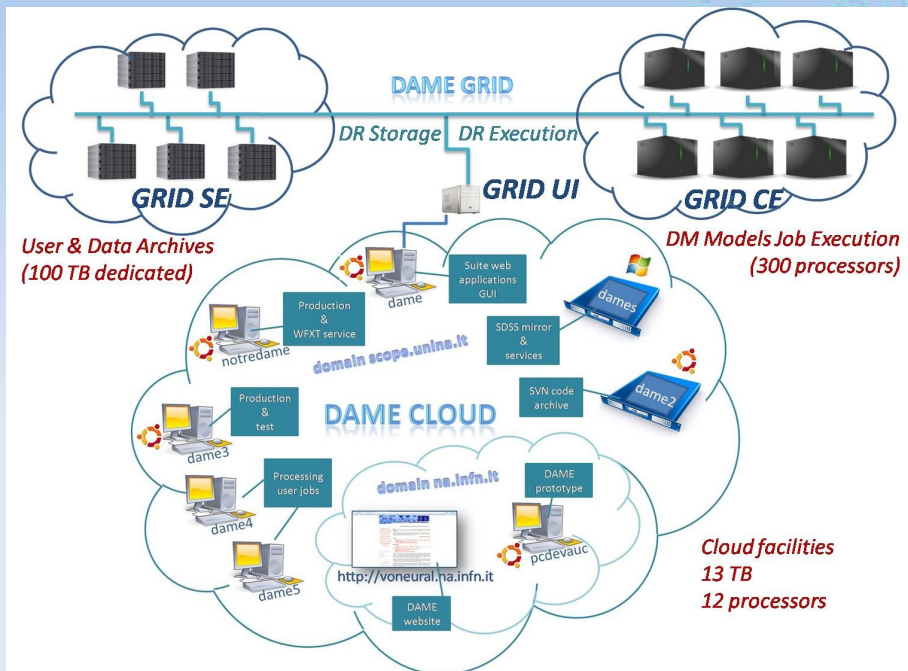 DAME GRID
DR Storage
DR Execution
GRID SE
GRID UI
GRID CE
User & Data Archives
(100 TB dedicated)
DM Models Job Execution
(300 processors)
dame
Suite web
applications
GUI
dames
Production
&
WFXT service
notredame
SDSS mirror
&
services
domain scope.unina.it
SVN code
archive
dame2
Production
&
test
dame3
DAME CLOUD
Processing
user jobs
dame4
dame5
domain na.infn.it
DAME
prototype
pcdevauc
http://voneural.na.infn.it
DAME
website
Cloud facilities
13 TB
12 processors